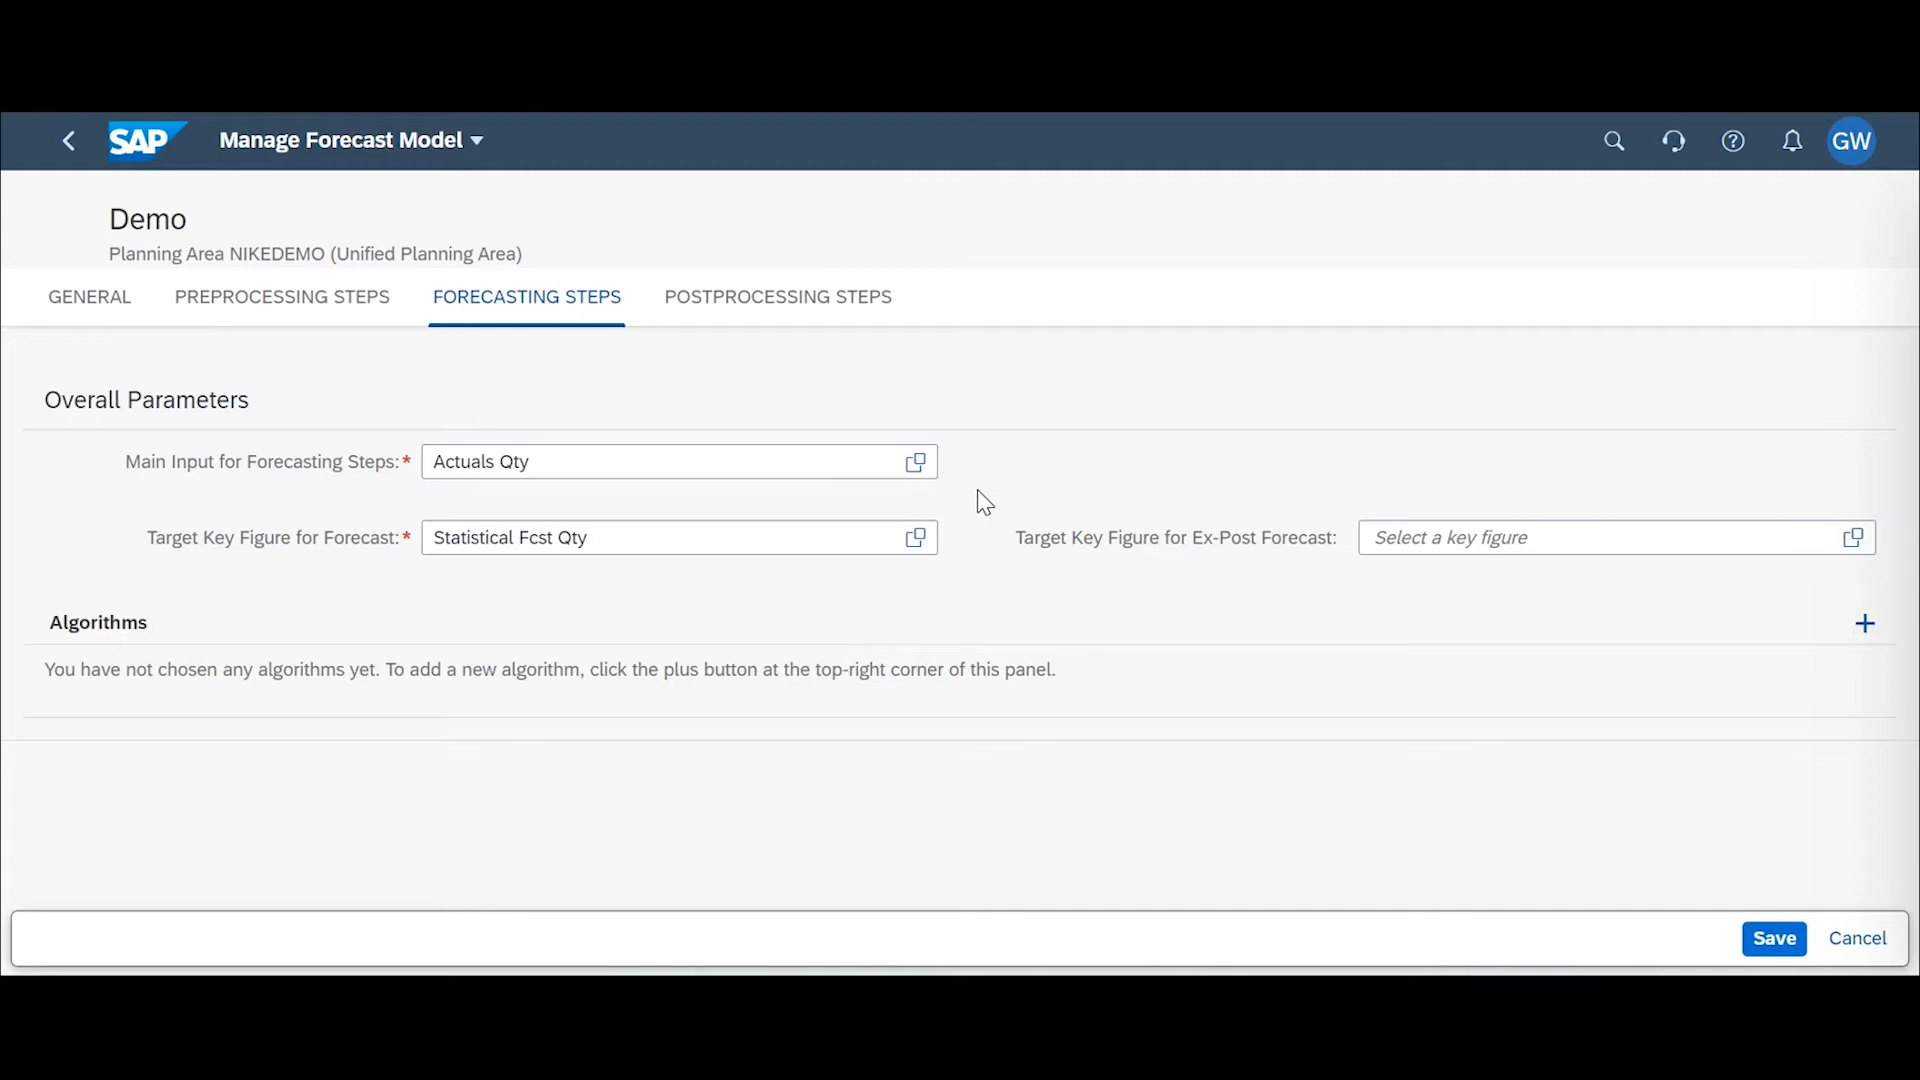 SAP Manage Forecast Model GW
Demo
Planning Area NIKEDEMO (Unified Planning Area)
GENERAL PREPROCESSING STEPS FORECASTING STEPS POSTPROCESSING STEPS
Overall Parameters
Main Input for Forecasting Steps:* Actuals Qty
Target Key Figure for Forecast:* Statistical Fcst Qty Target Key Figure for Ex-Post Forecast: Select a key figure
Algorithms
You have not chosen any algorithms yet. To add a new algorithm, click the plus button at the top-right corner of this panel.
Save Cancel